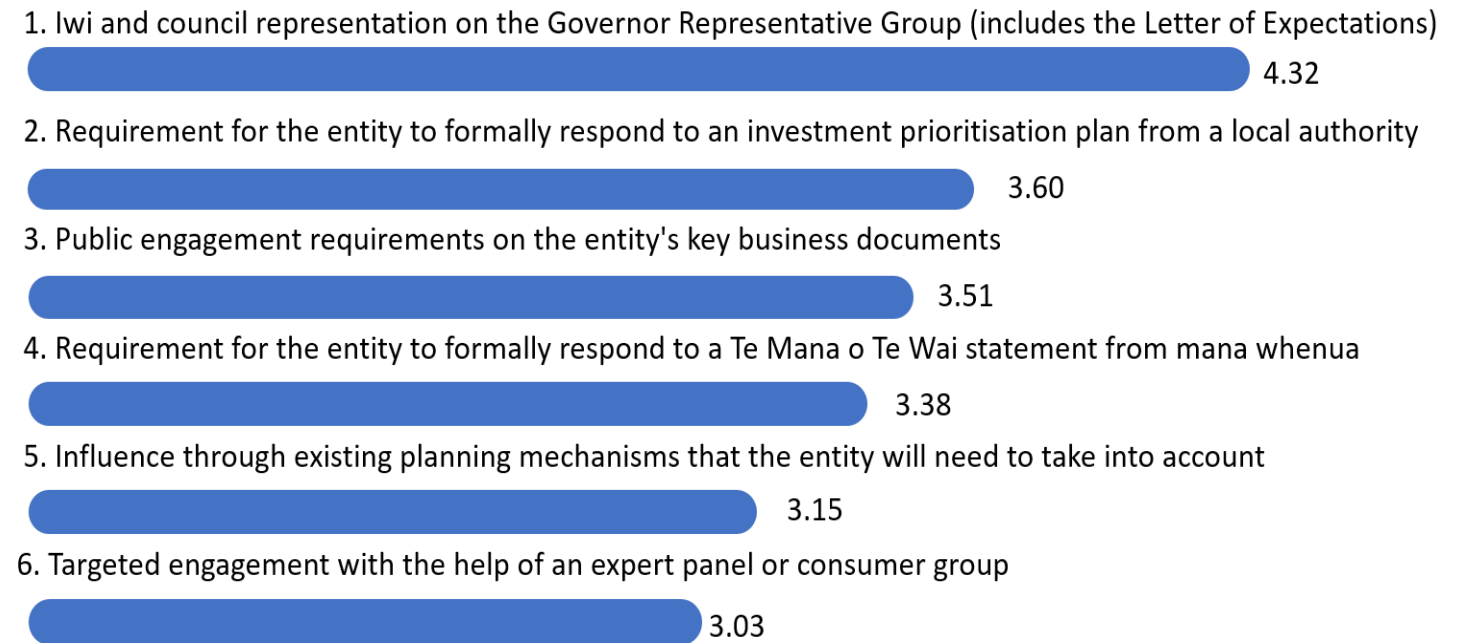 1. Iwi and council representation on the Governor Representative Group (includes the Letter of Expectations)
4.32
2. Requirement for the entity to formally respond to an investment prioritisation plan from a local authority
3.60
3. Public engagement requirements on the entity's key business documents
3.51
4. Requirement for the entity to formally respond to a Te Mana o Te Wai statement from mana whenua
3.38
5. Influence through existing planning mechanisms that the entity will need to take into account
3.15
6. Targeted engagement with the help of an expert panel or consumer group
3.03